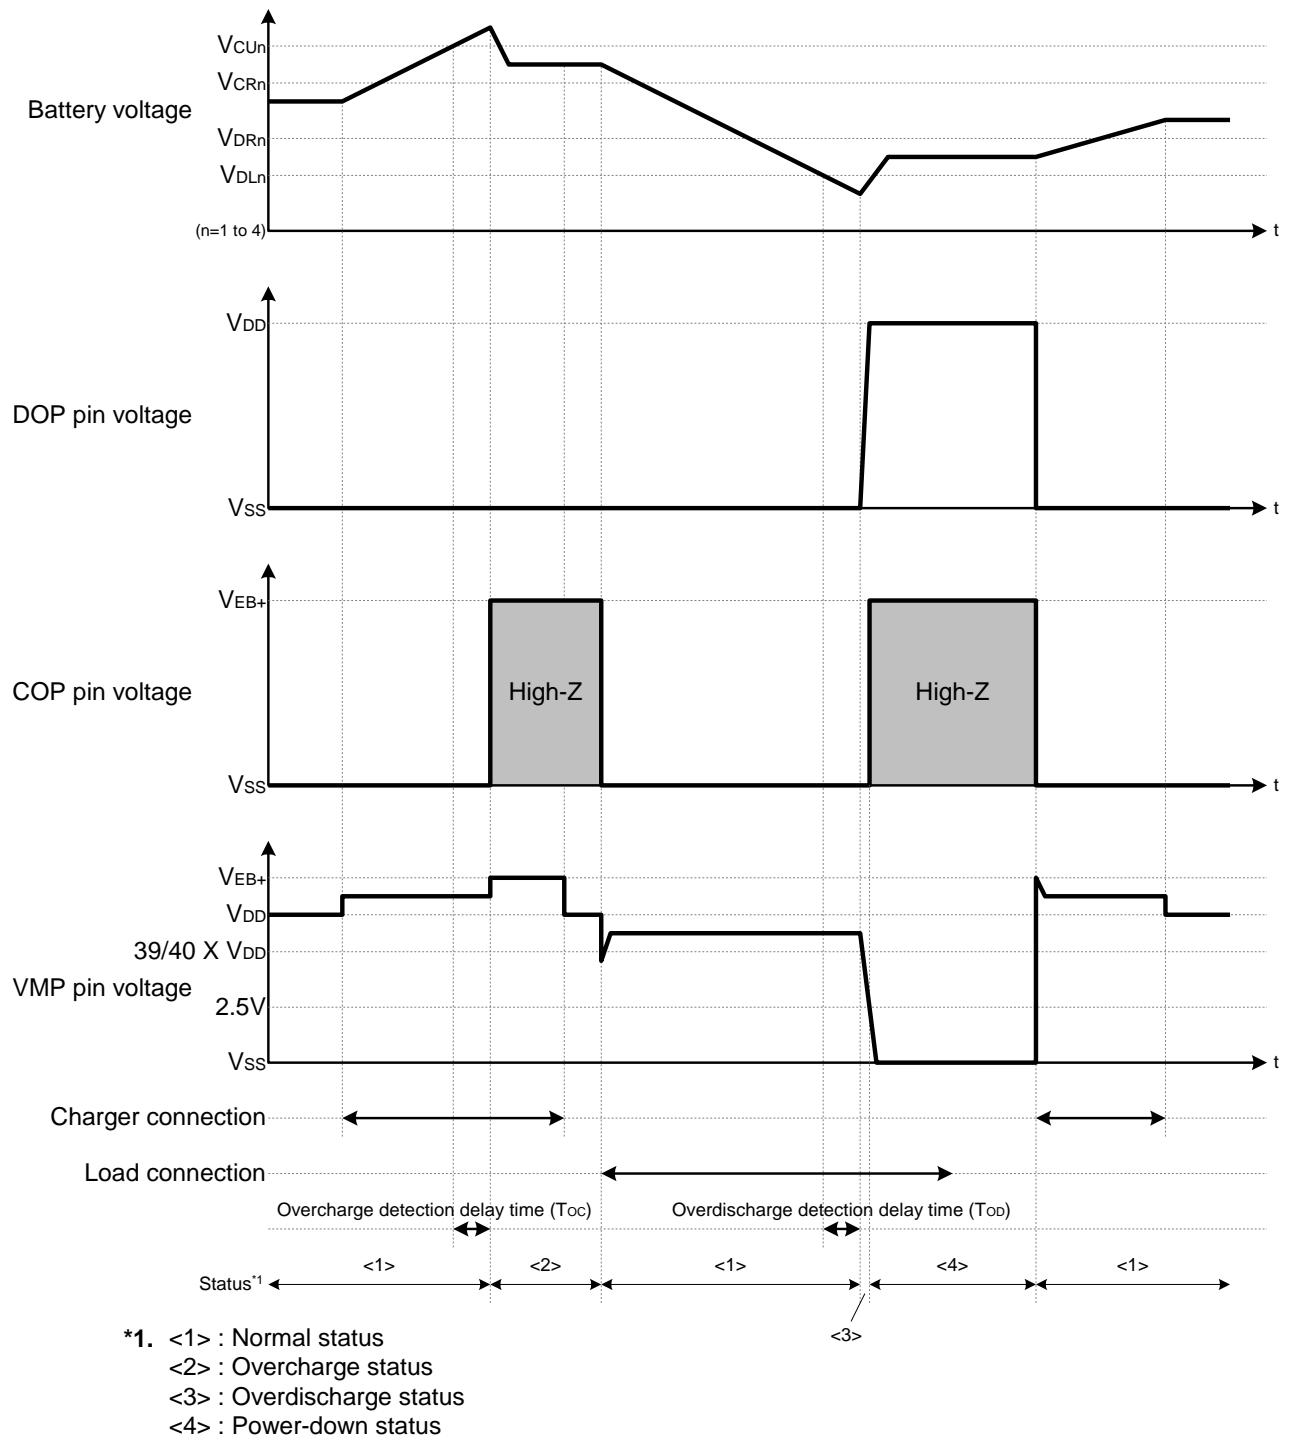 VCUn
VCRn
Battery voltage
VDRn
VDLn
(n=1 to 4)
t
VDD
DOP pin voltage
VSS
t
VEB+
High-Z
High-Z
COP pin voltage
VSS
t
VEB+
VDD
39/40 X VDD
VMP pin voltage
2.5V
VSS
t
Charger connection
Load connection
Overcharge detection delay time (TOC)
Overdischarge detection delay time (TOD)
<1>
<2>
<1>
<4>
<1>
Status*1
<3>
*1. <1> : Normal status
<2> : Overcharge status
<3> : Overdischarge status
<4> : Power-down status